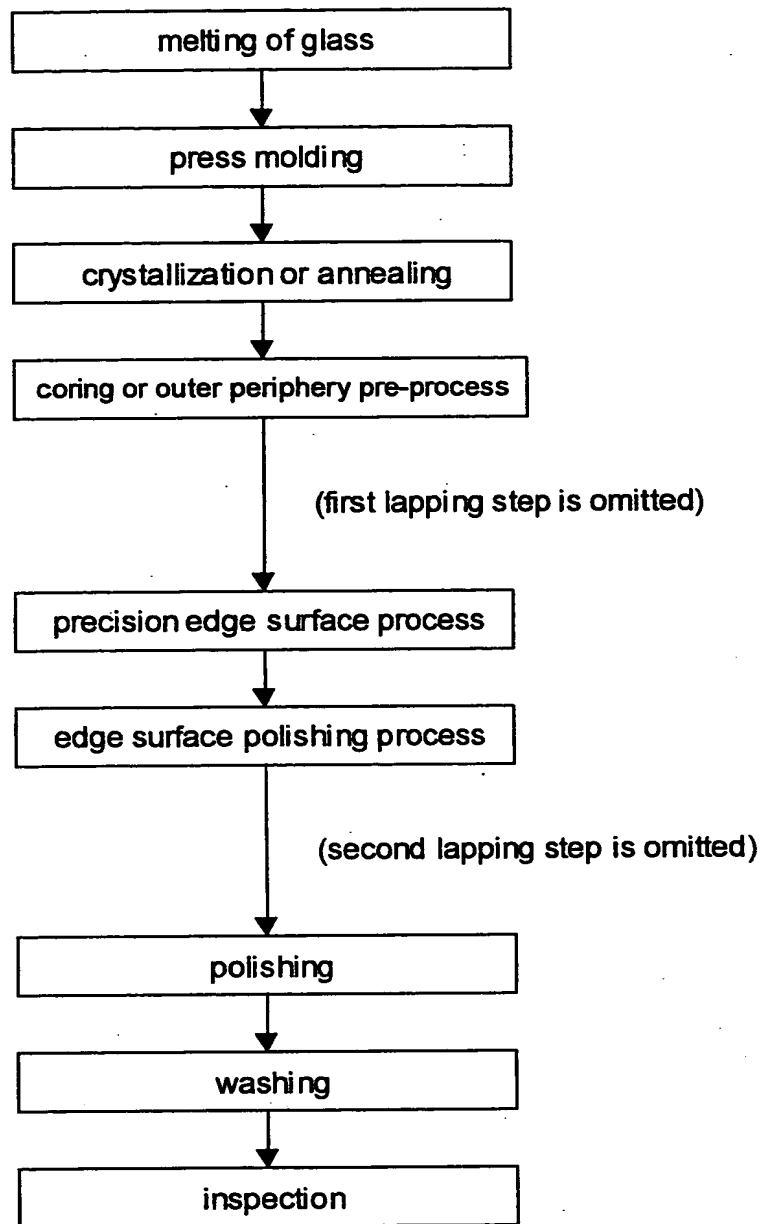 melting of glass
press molding
crystallization or annealing
coring or outer periphery pre-process
(first lapping step is omitted)
precision edge surface process
edge surface polishing process
(second lapping step is omitted)
polishing
washing
inspection